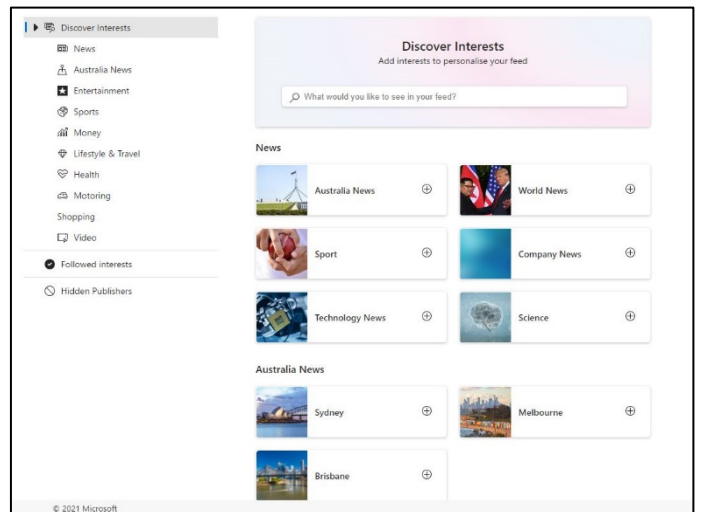 Discover Interests
News
Australia News
Entertainment
Sports
Money
Lifestyle & Travel
Health
Motoring
Shopping
Video
Followed interests
Hidden Publishers
Discover Interests
Add interests to personalise your feed
What would you like to see in your feed?
News
Australia News
World News
Sport
Company News
Technology News
Science
Australia News
Sydney
Melbourne
Brisbane
© 2021 Microsoft